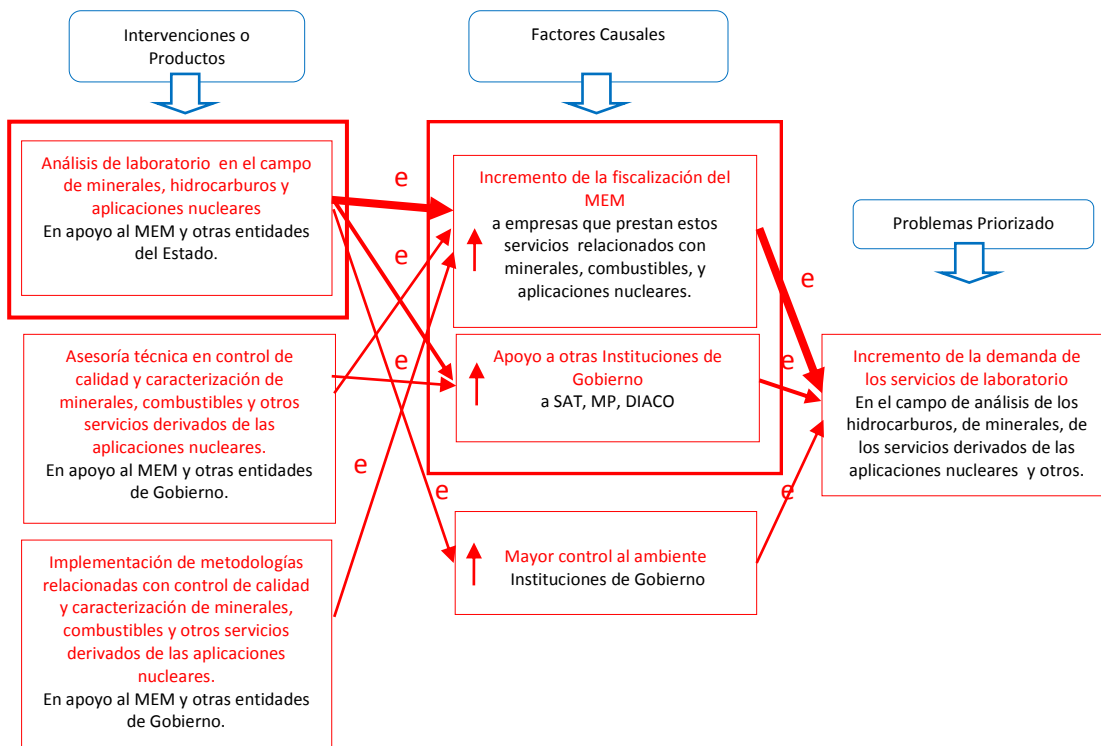 Intervenciones o
Productos
Factores Causales
Problemas Priorizado
Análisis de laboratorio en el campo
de minerales, hidrocarburos y
aplicaciones nucleares
En apoyo al MEM y otras entidades
del Estado.
Asesoría técnica en control de
calidad y caracterización de
minerales, combustibles y otros
servicios derivados de las
aplicaciones nucleares.
En apoyo al MEM y otras entidades
de Gobierno.
Implementación de metodologías
relacionadas con control de calidad
y caracterización de minerales,
combustibles y otros servicios
derivados de las aplicaciones
nucleares.
En apoyo al MEM y otras entidades
de Gobierno.
e
e
e
e
e
Incremento de la fiscalización del
MEM
a empresas que prestan estos
servicios relacionados con
minerales, combustibles, y
aplicaciones nucleares.
Apoyo a otras Instituciones de
Gobierno
a SAT, MP, DIACO
Mayor control al ambiente
Instituciones de Gobierno
e
e
e
Incremento de la demanda de
los servicios de laboratorio
En el campo de análisis de los
hidrocarburos, de minerales, de
los servicios derivados de las
aplicaciones nucleares y otros.